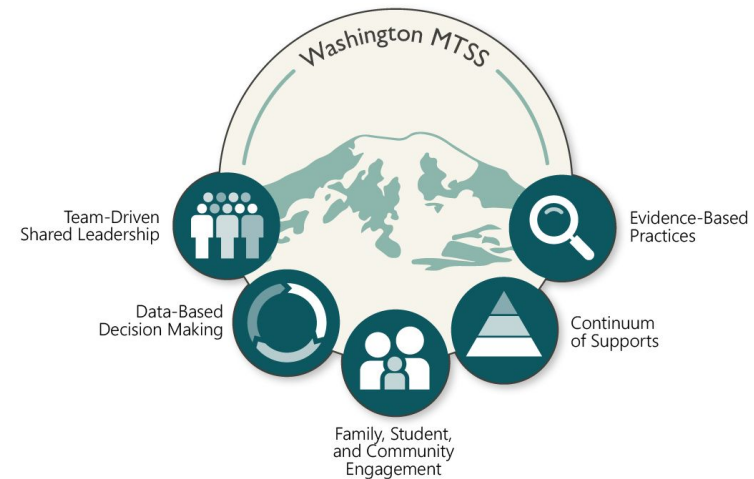 Washington MTSS
Team-Driven
Shared Leadership
Evidence-Based
Practices
Data-Based
Decision Making
Continuum
of Supports
Family, Student,
and Community
Engagement